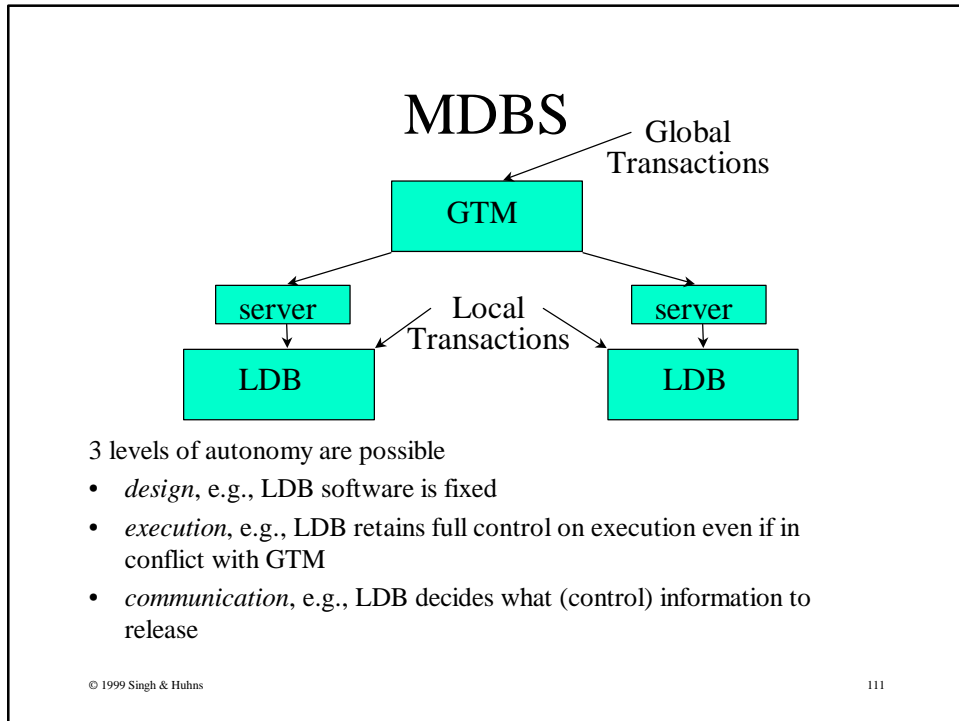 MDBS
Global
Transactions
GTM
server
Local
Transactions
server
LDB
LDB
3 levels of autonomy are possible
• design, e.g., LDB software is fixed
• execution, e.g., LDB retains full control on execution even if in
conflict with GTM
• communication, e.g., LDB decides what (control) information to
release
© 1999 Singh & Huhns
111